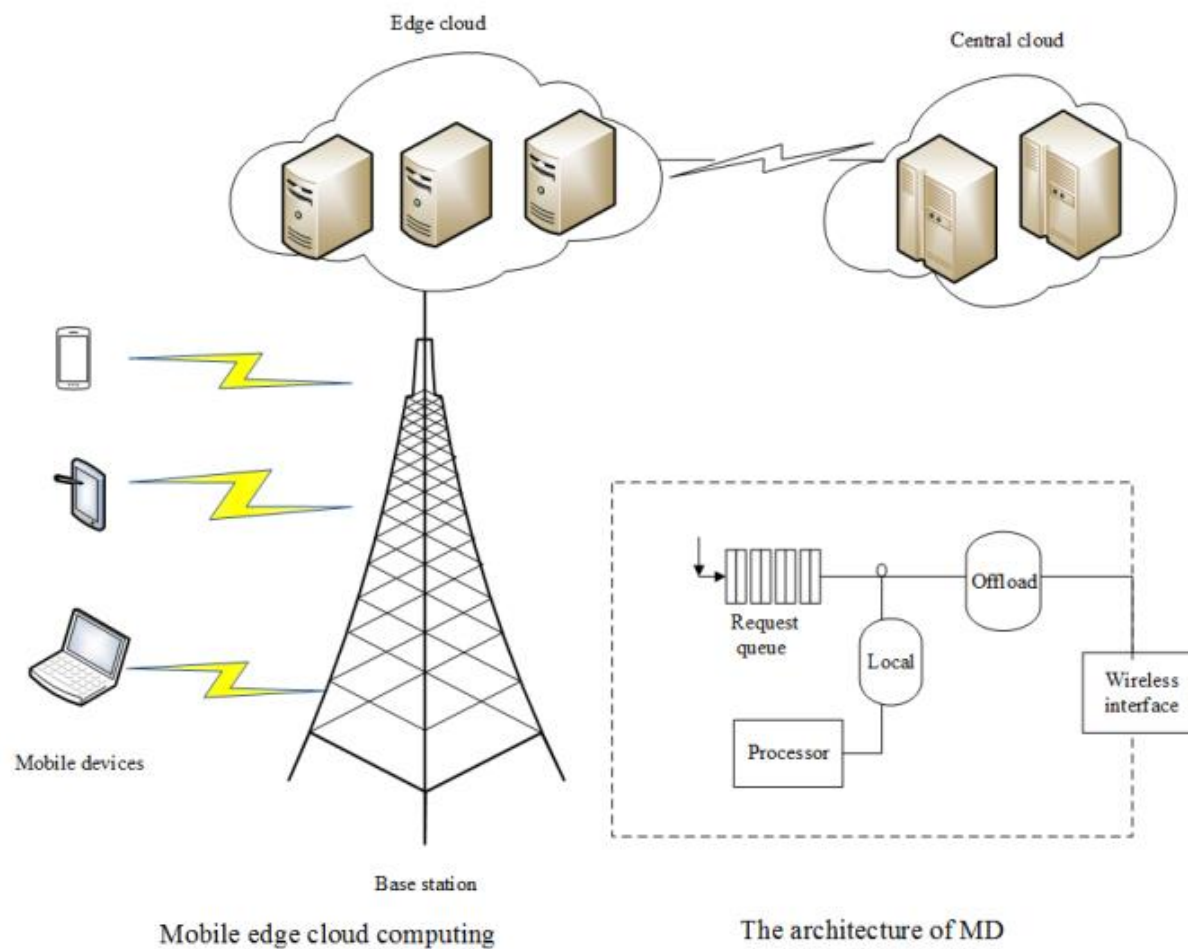 Edge cloud
Central cloud
Mobile devices
Base station
Mobile edge cloud computing
Request
queue
Offload
Local
Processor
Wireless
interface
The architecture of MD